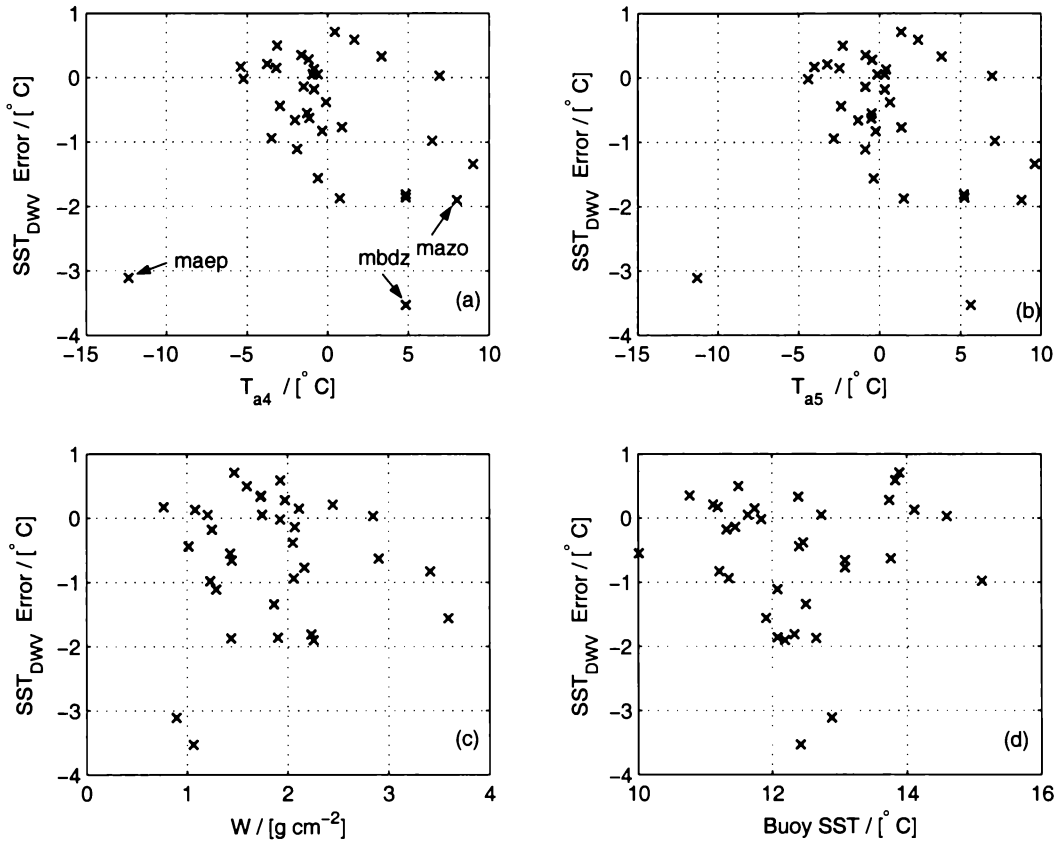 1
0
−1
−2
−3
−4
SST_DWV Error / [° C]
maep
mbdz
mazo
(a)
−15 −10 −5 0 5 10
T_a4 / [° C]
1
0
−1
−2
−3
−4
SST_DWV Error / [° C]
(b)
−15 −10 −5 0 5 10
T_a5 / [° C]
1
0
−1
−2
−3
−4
SST_DWV Error / [° C]
(c)
0 1 2 3 4
W / [g cm⁻²]
1
0
−1
−2
−3
−4
SST_DWV Error / [° C]
(d)
10 12 14 16
Buoy SST / [° C]